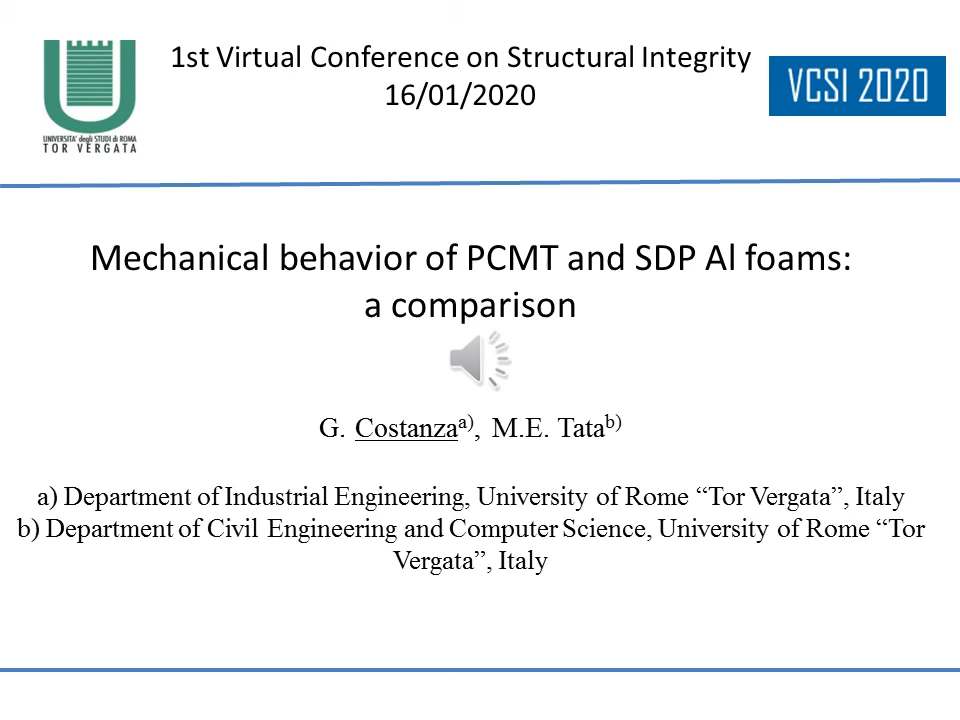 1st Virtual Conference on Structural Integrity
16/01/2020
VCSI 2020
UNIVERSITA' degli STUDI di ROMA
TOR VERGATA
Mechanical behavior of PCMT and SDP Al foams:
a comparison
G. Costanzaa), M.E. Tatab)
a) Department of Industrial Engineering, University of Rome “Tor Vergata”, Italy
b) Department of Civil Engineering and Computer Science, University of Rome “Tor
Vergata”, Italy